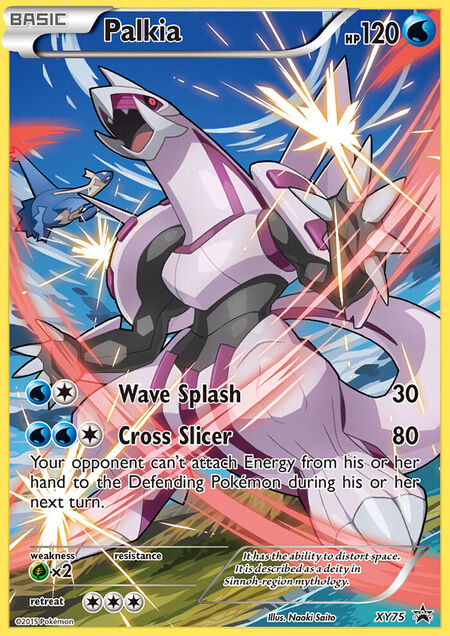 BASIC Palkia HP120
Wave Splash 30
Cross Slicer 80
Your opponent can't attach Energy from his or her
hand to the Defending Pokémon during his or her
next turn.
weakness resistance
×2
retreat
It has the ability to distort space.
It is described as a deity in
Sinnoh-region mythology.
©2015 Pokémon Illus. Naoki Saito XY75